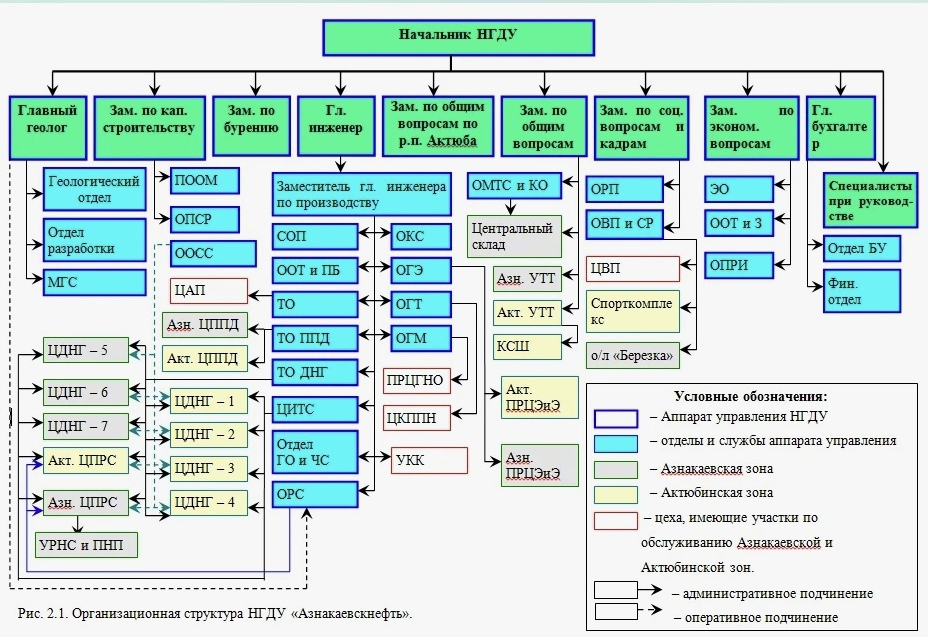 Начальник НГДУ
Главный
геолог
Зам. по кап.
строительству
Зам. по
бурению
Гл.
инженер
Зам. по общим
вопросам по
р.п. Актюба
Зам. по
общим
вопросам
Зам. по соц.
вопросам и
кадрам
Зам. по
эконом.
вопросам
Гл.
бухгалте
р
Специалисты
при руковод-
стве
Геологический
отдел
Отдел
разработки
МГС
ПООМ
ОПСР
ООСС
Заместитель гл. инженера
по производству
СОП
ООТ и ПБ
ТО
ТО ППД
ТО ДНГ
ЦИТС
Отдел
ГО и ЧС
ОРС
ОКС
ОГЭ
ОГТ
ОГМ
ПРЦГНО
ЦКППН
УКК
ОМТС и КО
Центральный
склад
Азн. УТТ
Акт. УТТ
КСШ
Акт.
ПРЦЭиЭ
Азн.
ПРЦЭиЭ
ОРП
ОВП и СР
ЦВП
Спорткомпле
кс
о/л «Березка»
ЭО
ООТ и З
ОПРИ
Отдел БУ
Фин.
отдел
ЦАП
Азн. ЦППД
Акт. ЦППД
ЦДНГ – 5
ЦДНГ – 6
ЦДНГ – 7
Акт. ЦПРС
Азн. ЦПРС
УРНС и ПНП
ЦДНГ – 1
ЦДНГ – 2
ЦДНГ – 3
ЦДНГ – 4
Условные обозначения:
– Аппарат управления НГДУ
– отделы и службы аппарата управления
– Азнакаевская зона
– Актюбинская зона
– цеха, имеющие участки по
обслуживанию Азнакаевской и
Актюбинской зон.
– административное подчинение
– оперативное подчинение
Рис. 2.1. Организационная структура НГДУ «Азнакаевскнефть».